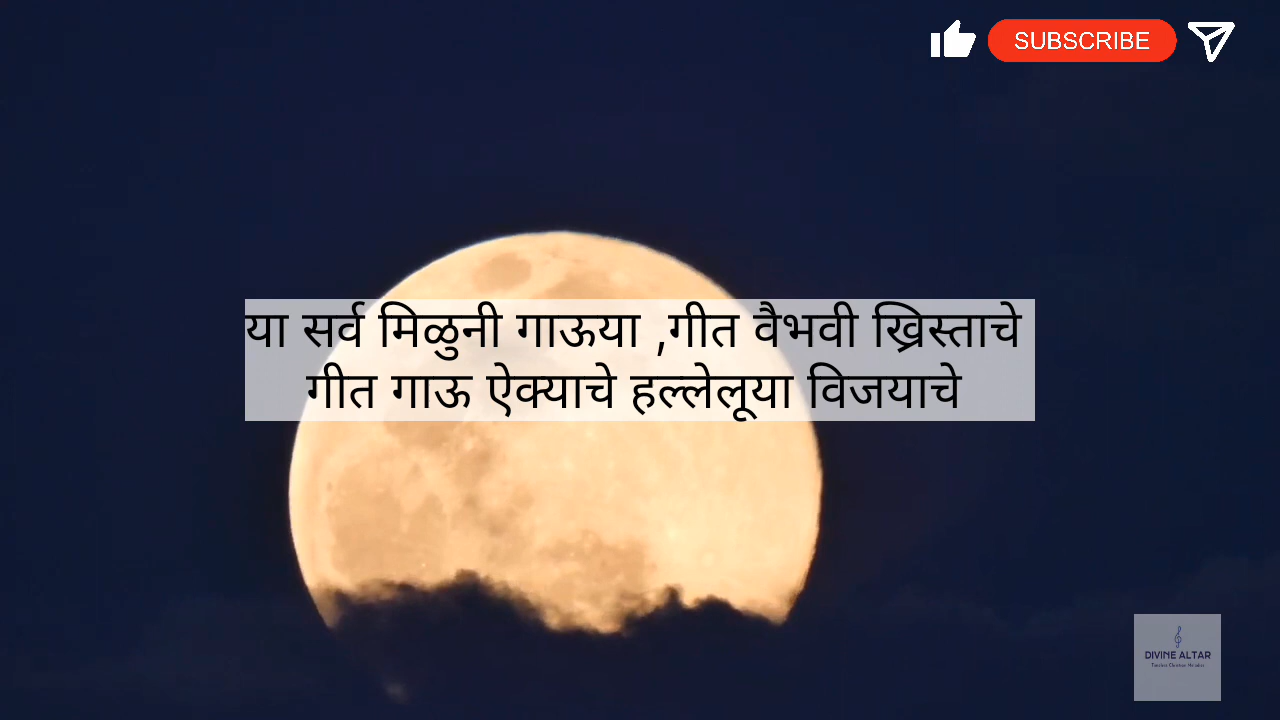 SUBSCRIBE
या सर्व मिळुनी गाऊया ,गीत वैभवी ख्रिस्ताचे
गीत गाऊ ऐक्याचे हल्लेलूया विजयाचे
DIVINE ALTAR